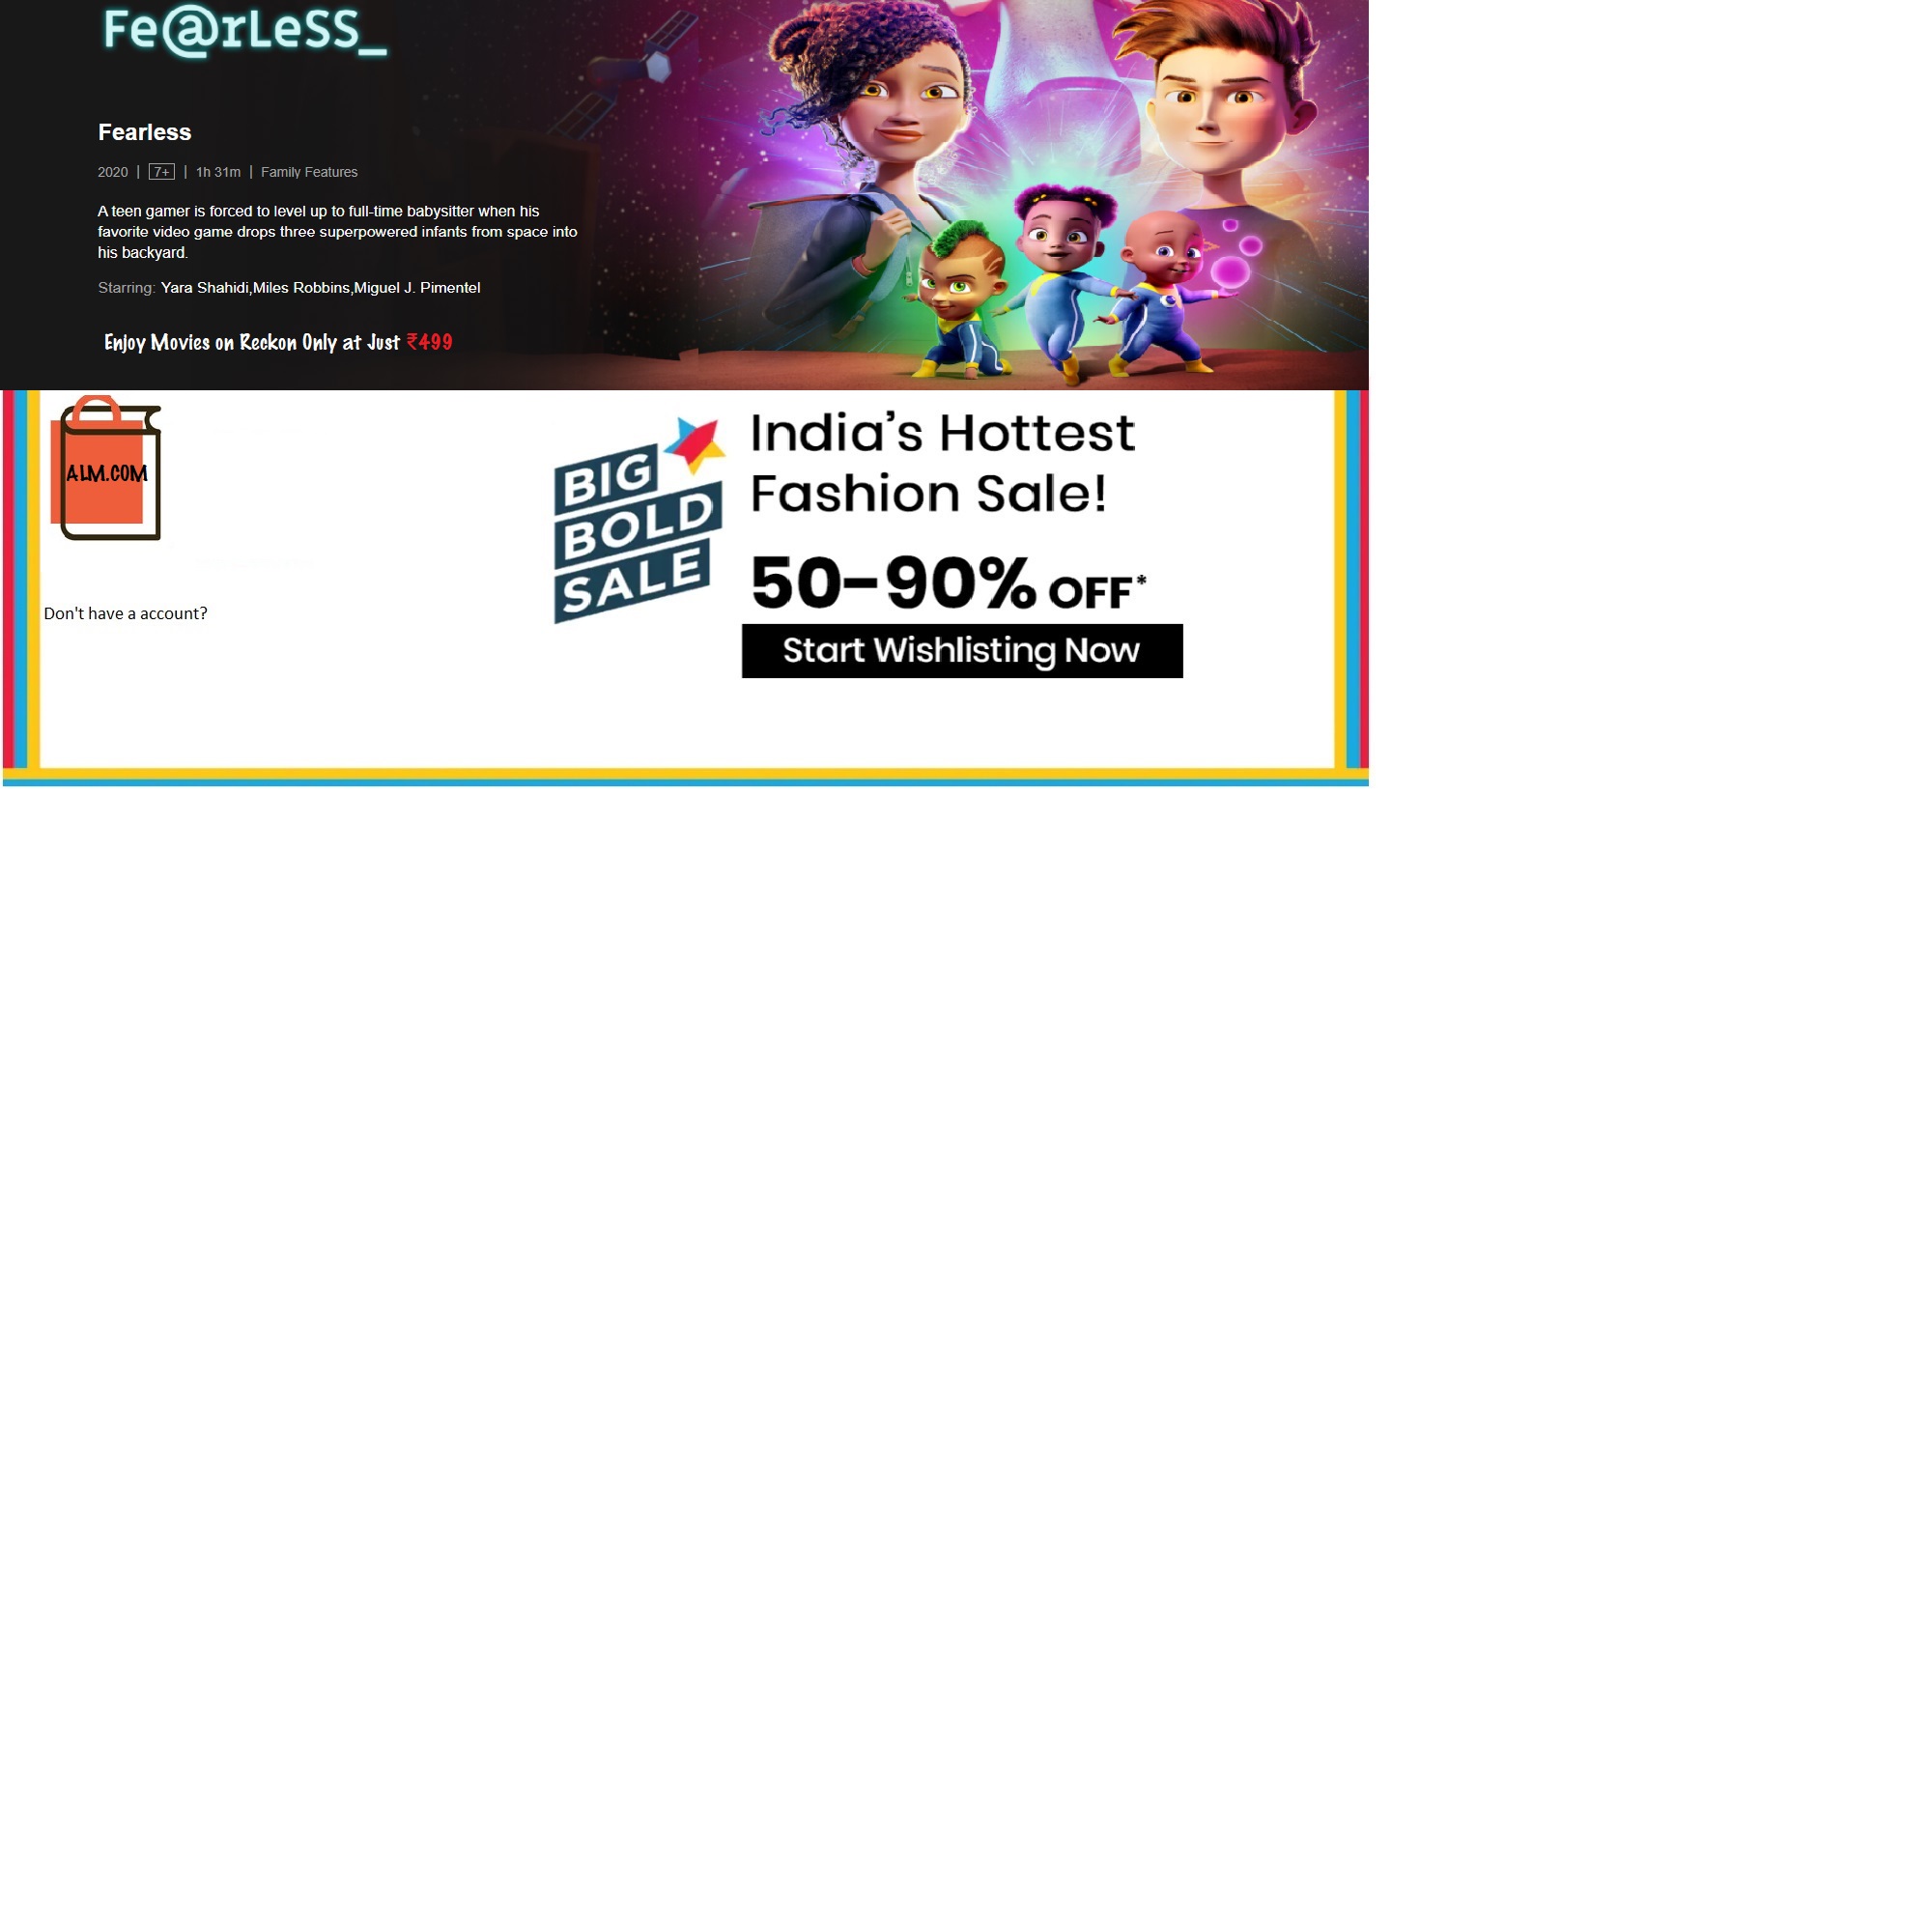 Fe@rLeSS_
Fearless
2020 | 7+ | 1h 31m | Family Features
A teen gamer is forced to level up to full-time babysitter when his
favorite video game drops three superpowered infants from space into
his backyard.
Starring: Yara Shahidi,Miles Robbins,Miguel J. Pimentel
Enjoy Movies on Reckon Only at Just ₹499
ALM.COM
Don't have a account?
BIG
BOLD
SALE
India’s Hottest
Fashion Sale!
50–90% OFF*
Start Wishlisting Now